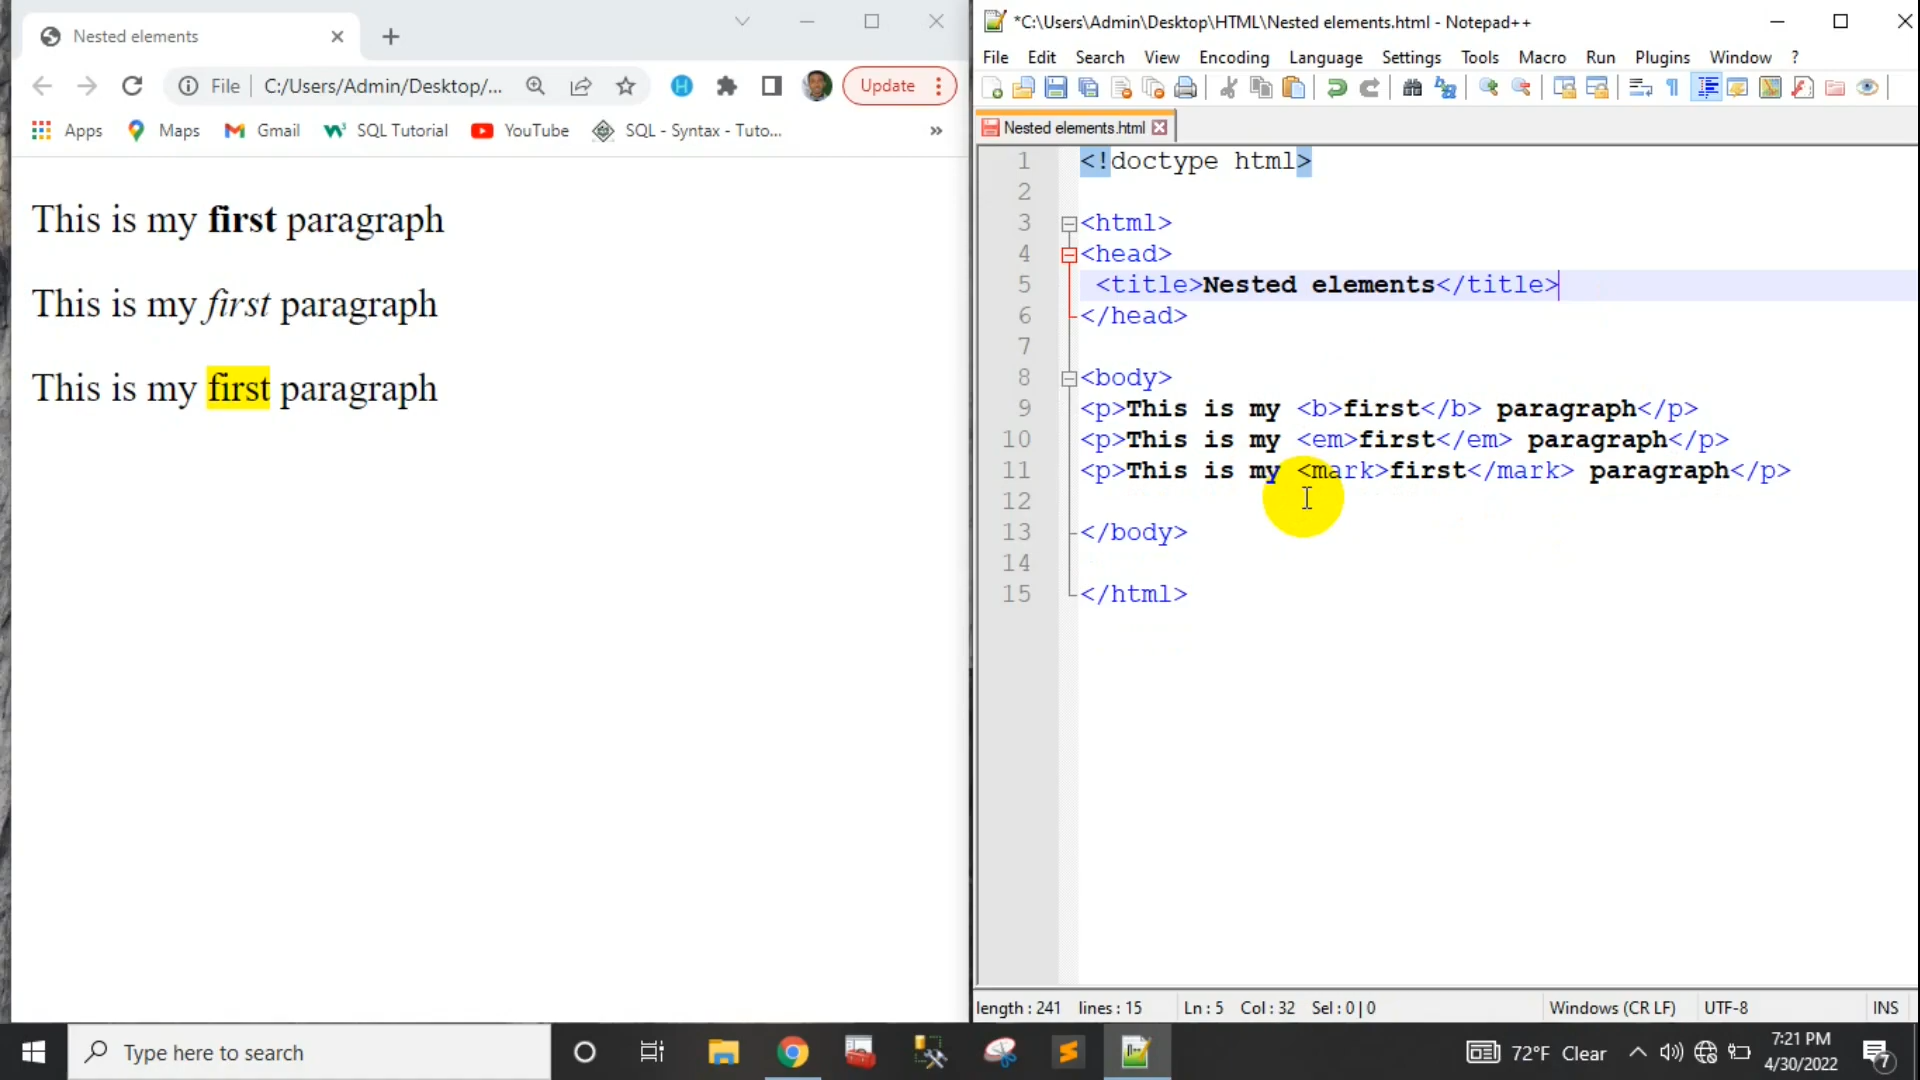 Nested elements
File C:/Users/Admin/Desktop/... Update
Apps Maps Gmail SQL Tutorial YouTube SQL - Syntax - Tuto... »
This is my first paragraph
This is my first paragraph
This is my first paragraph
*C:\Users\Admin\Desktop\HTML\Nested elements.html - Notepad++
File Edit Search View Encoding Language Settings Tools Macro Run Plugins Window ?
Nested elements.html
1 <!doctype html>
2
3 <html>
4 <head>
5 <title>Nested elements</title>
6 </head>
7
8 <body>
9 <p>This is my <b>first</b> paragraph</p>
10 <p>This is my <em>first</em> paragraph</p>
11 <p>This is my <mark>first</mark> paragraph</p>
12
13 </body>
14
15 </html>
length : 241 lines : 15 Ln : 5 Col : 32 Sel : 0 | 0 Windows (CR LF) UTF-8 INS
Type here to search
72°F Clear
7:21 PM
4/30/2022
7